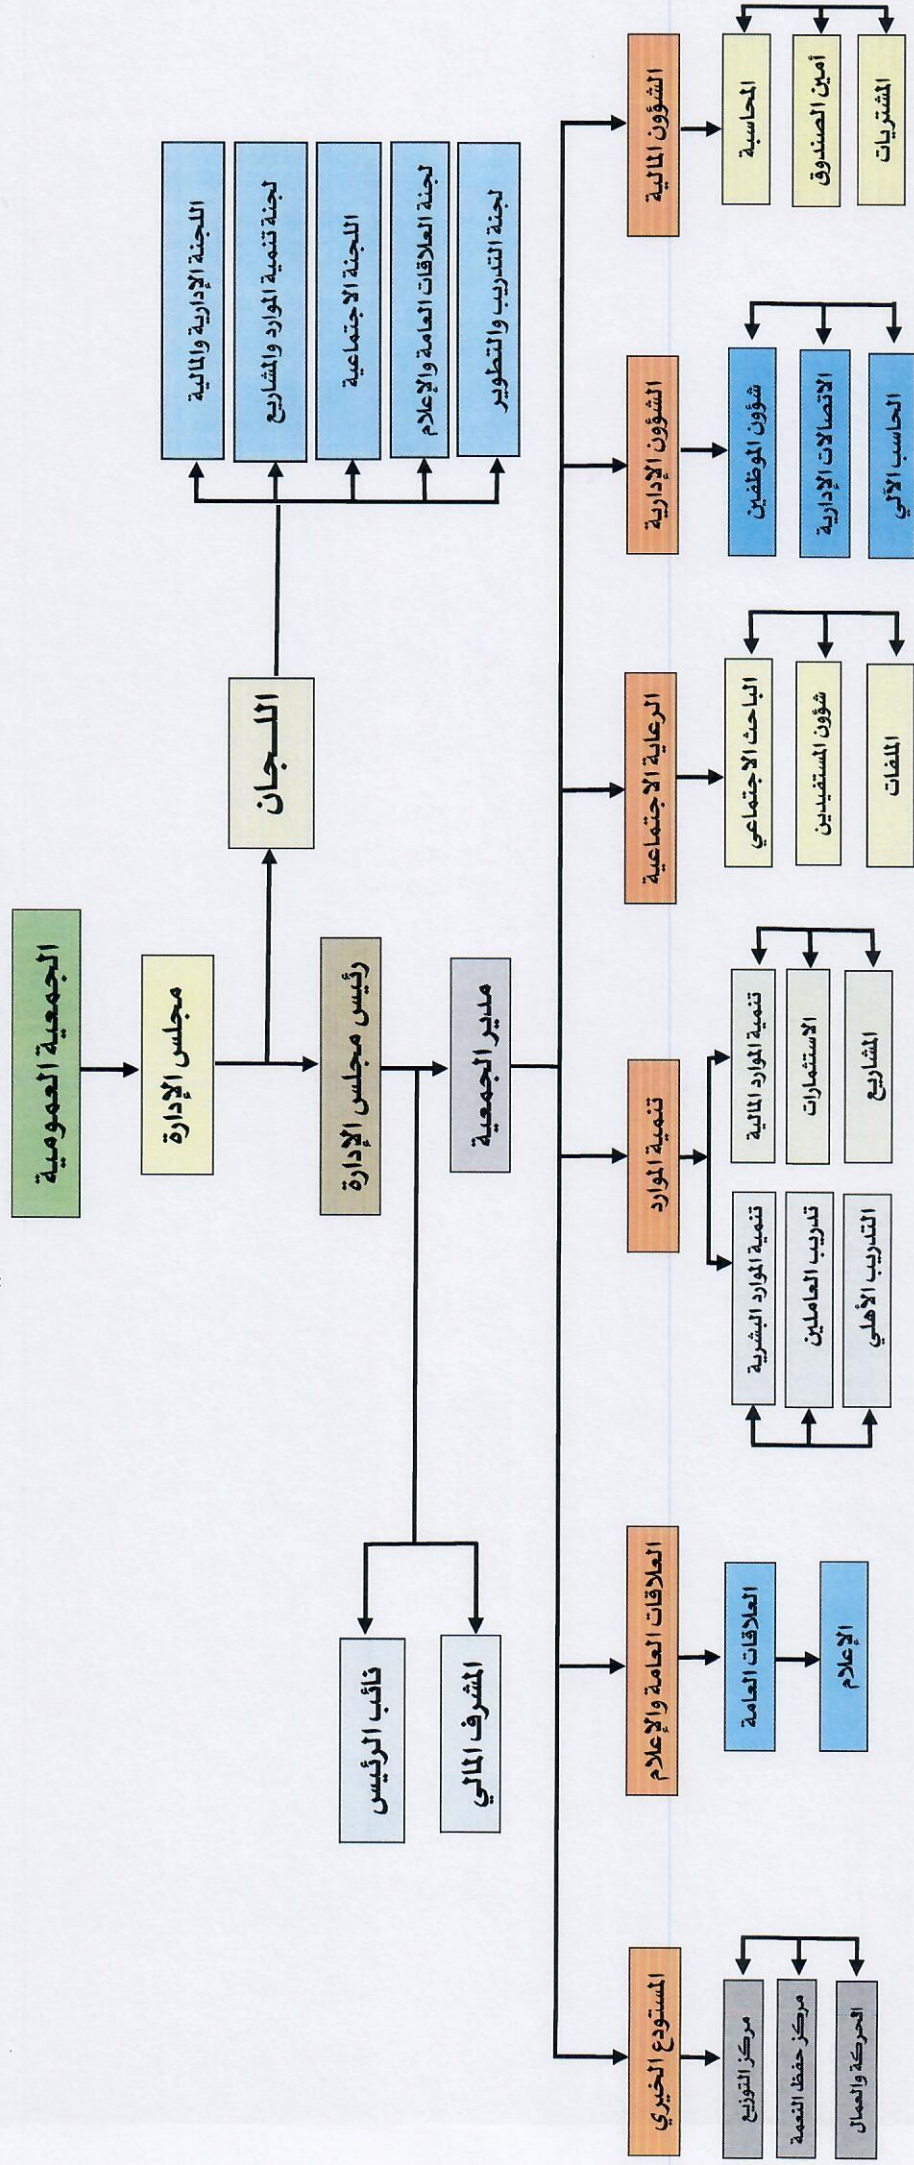 الجمعية العمومية
مجلس الإدارة
اللـجان
اللجنة الإدارية والمالية
لجنة تنمية الموارد والمشاريع
اللجنة الاجتماعية
لجنة العلاقات العامة والإعلام
لجنة التدريب والتطوير
رئيس مجلس الإدارة
نائب الرئيس
المشرف المالي
مدير الجمعية
الشؤون المالية
المحاسبة
أمين الصندوق
المشتريات
الشؤون الإدارية
شؤون الموظفين
الاتصالات الإدارية
الحاسب الآلي
الرعاية الاجتماعية
الباحث الاجتماعي
شؤون المستفيدين
الملفات
تنمية الموارد
تنمية الموارد المالية
الاستثمارات
المشاريع
تنمية الموارد البشرية
تدريب العاملين
التدريب الأهلي
العلاقات العامة والإعلام
العلاقات العامة
الإعلام
المستودع الخيري
مركز التوزيع
مركز حفظ النعمة
الحركة والعمال